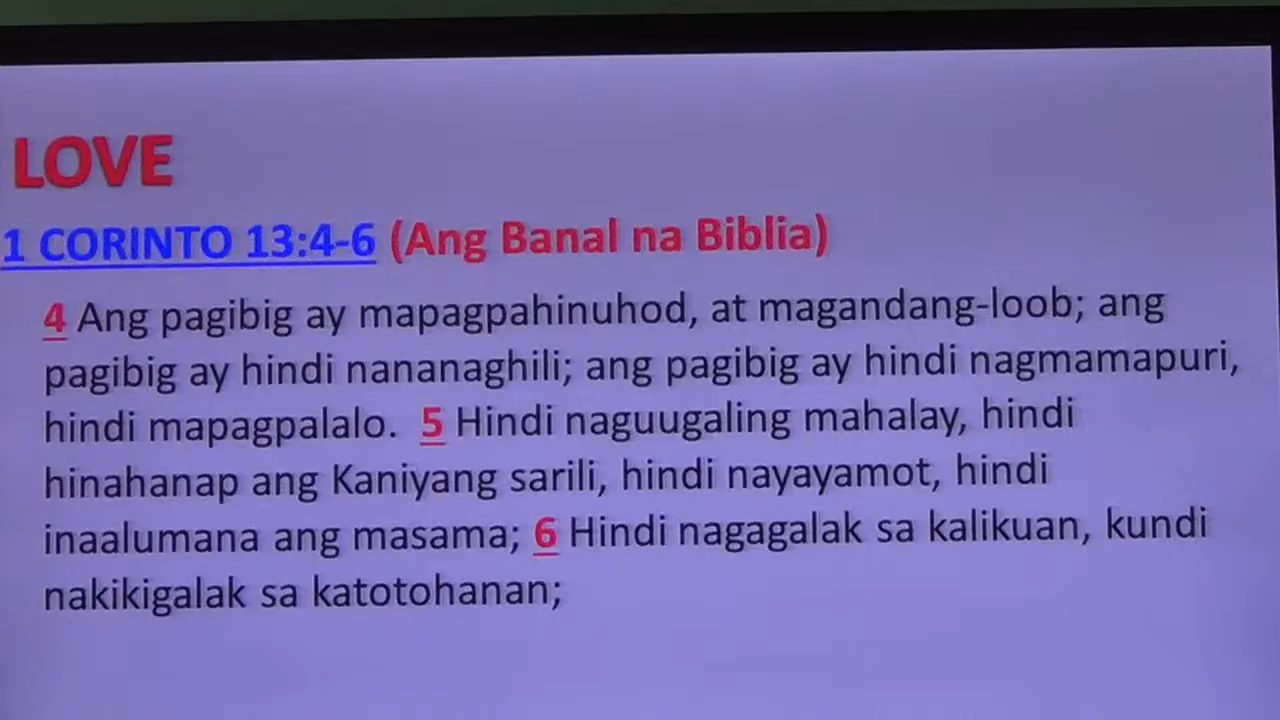 LOVE
1 CORINTO 13:4-6 (Ang Banal na Biblia)
4 Ang pagibig ay mapagpahinuhod, at magandang-loob; ang
pagibig ay hindi nananaghili; ang pagibig ay hindi nagmamapuri,
hindi mapagpalalo. 5 Hindi naguugaling mahalay, hindi
hinahanap ang Kaniyang sarili, hindi nayayamot, hindi
inaalumana ang masama; 6 Hindi nagagalak sa kalikuan, kundi
nakikigalak sa katotohanan;